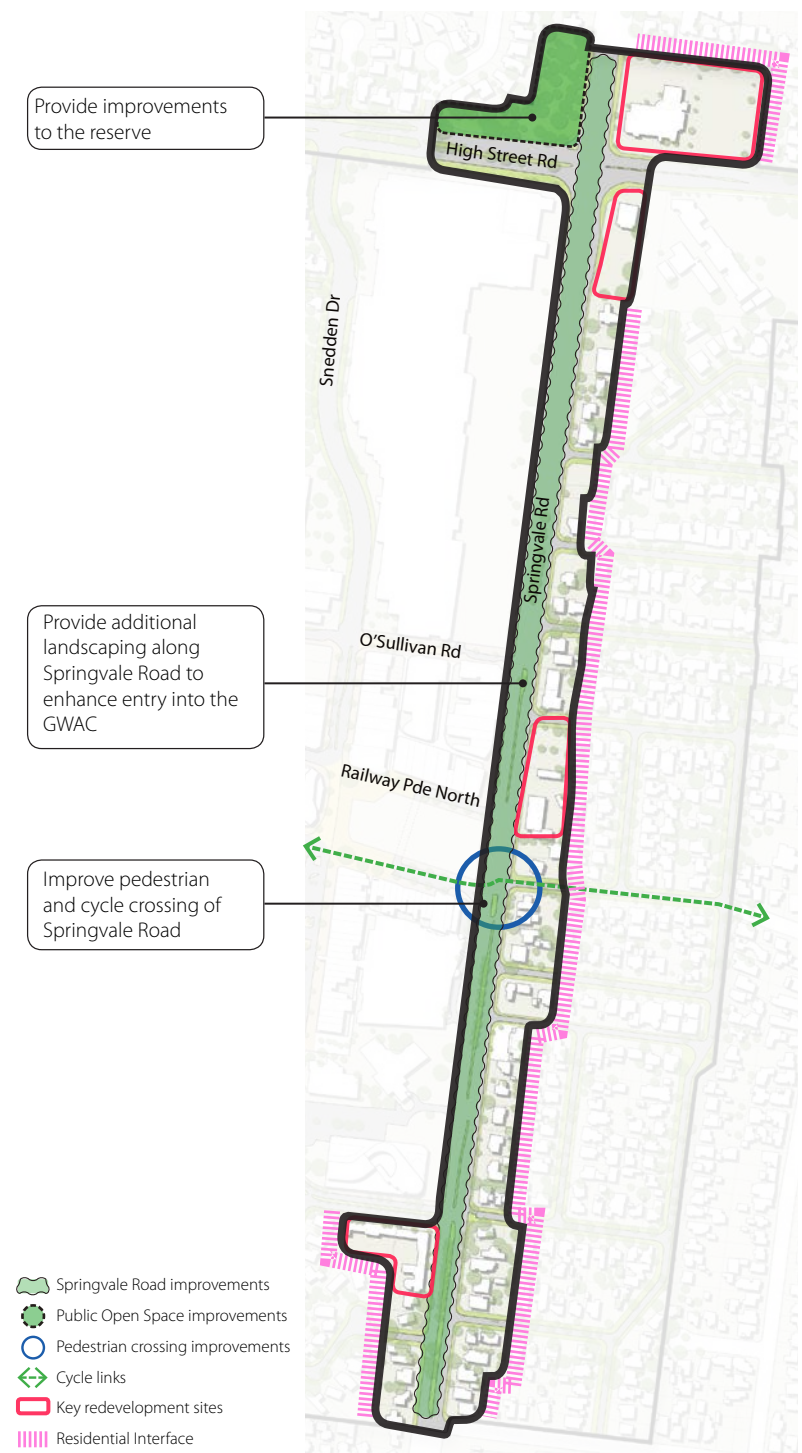 Provide improvements
to the reserve
High Street Rd
Snedden Dr
Springvale Rd
Provide additional
landscaping along
Springvale Road to
enhance entry into the
GWAC
O'Sullivan Rd
Railway Pde North
Improve pedestrian
and cycle crossing of
Springvale Road
Springvale Road improvements
Public Open Space improvements
Pedestrian crossing improvements
Cycle links
Key redevelopment sites
Residential Interface